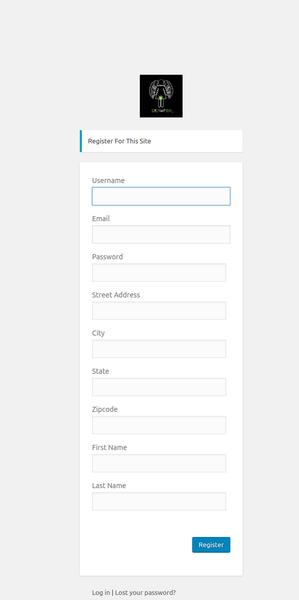 Register For This Site
Username
Email
Password
Street Address
City
State
Zipcode
First Name
Last Name
Register
Log in | Lost your password?